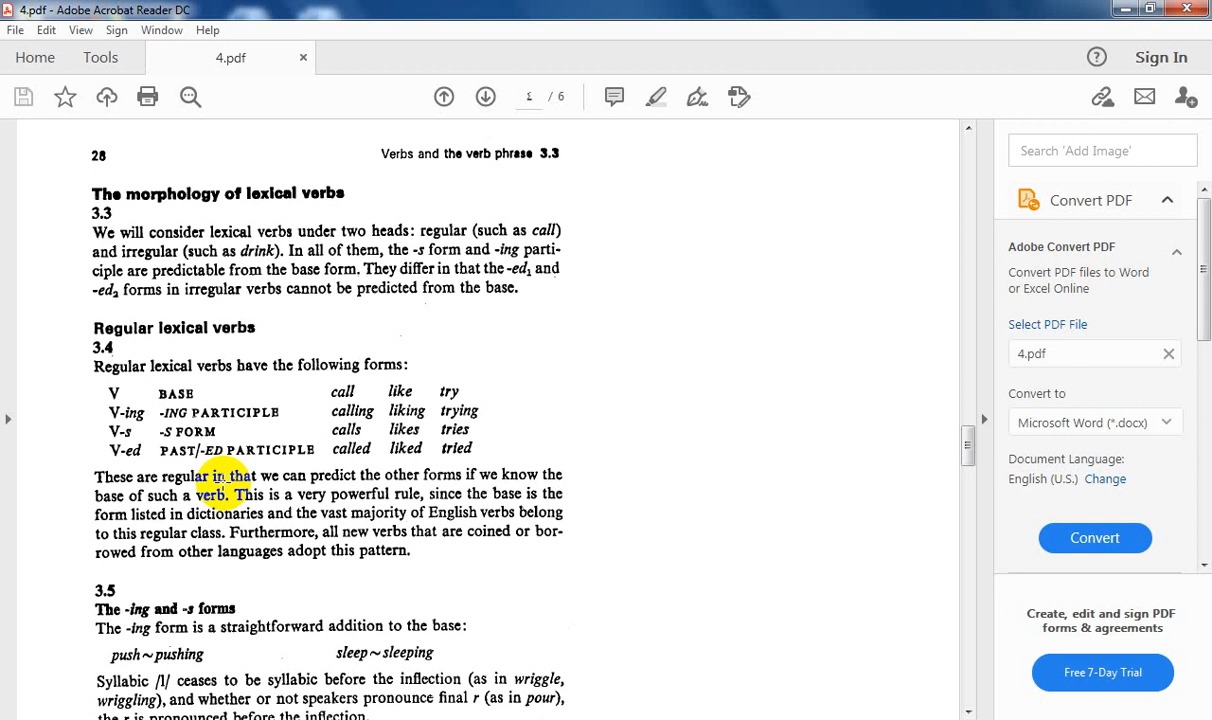 4.pdf - Adobe Acrobat Reader DC
File Edit View Sign Window Help
Home Tools 4.pdf × Sign In
1 / 6
28 Verbs and the verb phrase 3.3
The morphology of lexical verbs
3.3
We will consider lexical verbs under two heads: regular (such as call)
and irregular (such as drink). In all of them, the -s form and -ing parti-
ciple are predictable from the base form. They differ in that the -ed₁ and
-ed₂ forms in irregular verbs cannot be predicted from the base.
Regular lexical verbs
3.4
Regular lexical verbs have the following forms:
V BASE call like try
V-ing -ING PARTICIPLE calling liking trying
V-s -S FORM calls likes tries
V-ed PAST/-ED PARTICIPLE called liked tried
These are regular in that we can predict the other forms if we know the
base of such a verb. This is a very powerful rule, since the base is the
form listed in dictionaries and the vast majority of English verbs belong
to this regular class. Furthermore, all new verbs that are coined or bor-
rowed from other languages adopt this pattern.
3.5
The -ing and -s forms
The -ing form is a straightforward addition to the base:
push~pushing sleep~sleeping
Syllabic /l/ ceases to be syllabic before the inflection (as in wriggle,
wriggling), and whether or not speakers pronounce final r (as in pour),
the r is pronounced before the inflection.
Search 'Add Image'
Convert PDF
Adobe Convert PDF
Convert PDF files to Word
or Excel Online
Select PDF File
4.pdf
Convert to
Microsoft Word (*.docx)
Document Language:
English (U.S.) Change
Convert
Create, edit and sign PDF
forms & agreements
Free 7-Day Trial